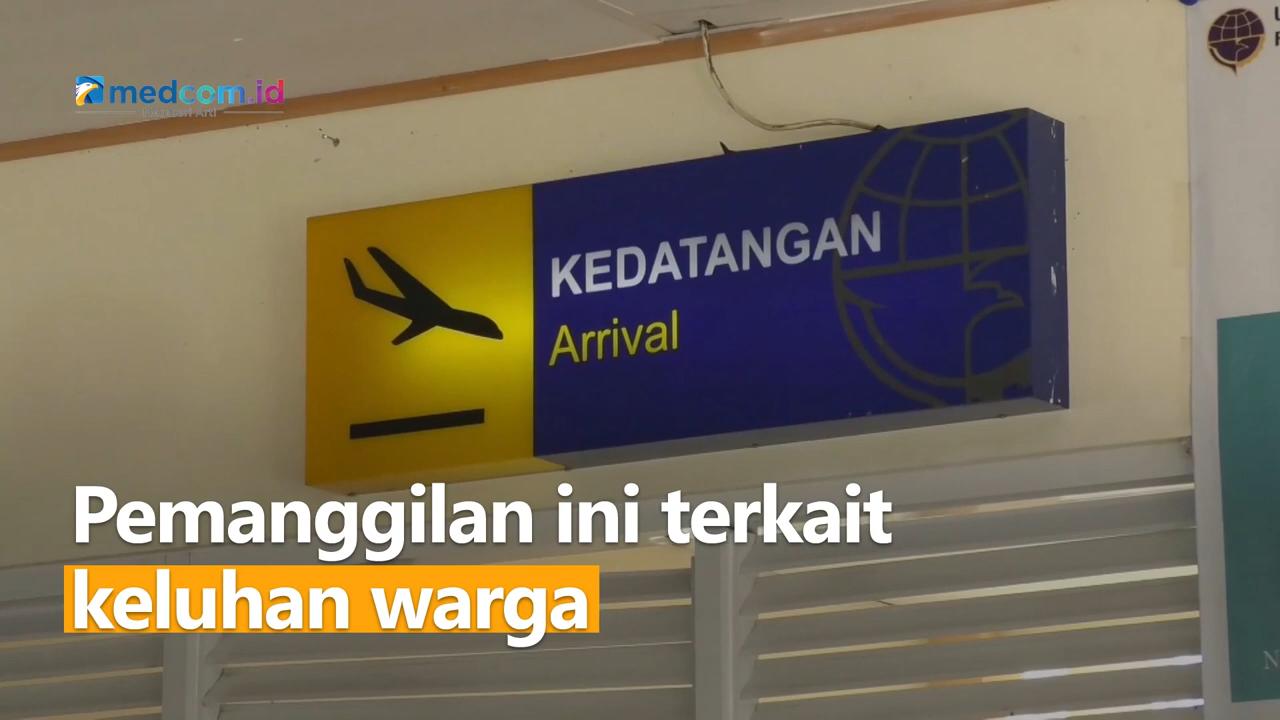 medcom.id
KEDATANGAN
Arrival
Pemanggilan ini terkait
keluhan warga